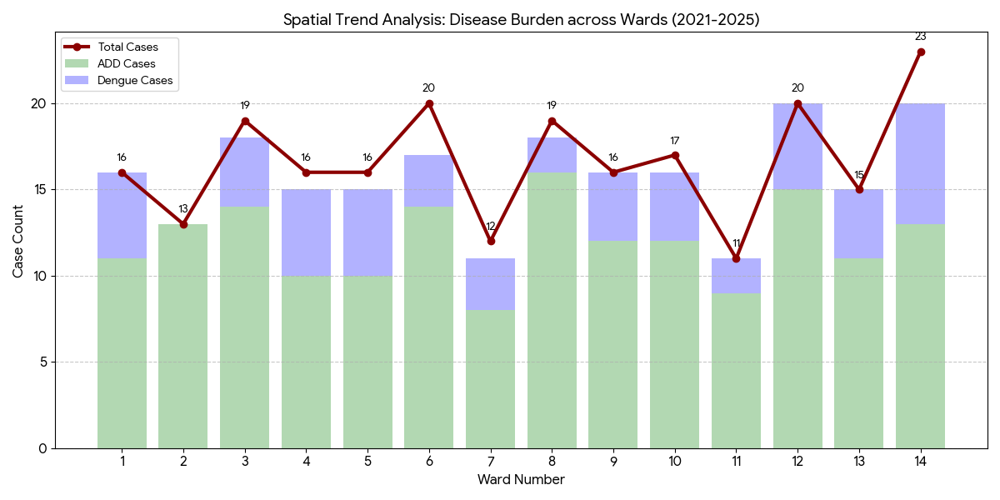 Spatial Trend Analysis: Disease Burden across Wards (2021-2025)
Total Cases
ADD Cases
Dengue Cases
Case Count
20
15
10
5
0
16
13
19
16
16
20
12
19
16
17
11
20
15
23
1 2 3 4 5 6 7 8 9 10 11 12 13 14
Ward Number